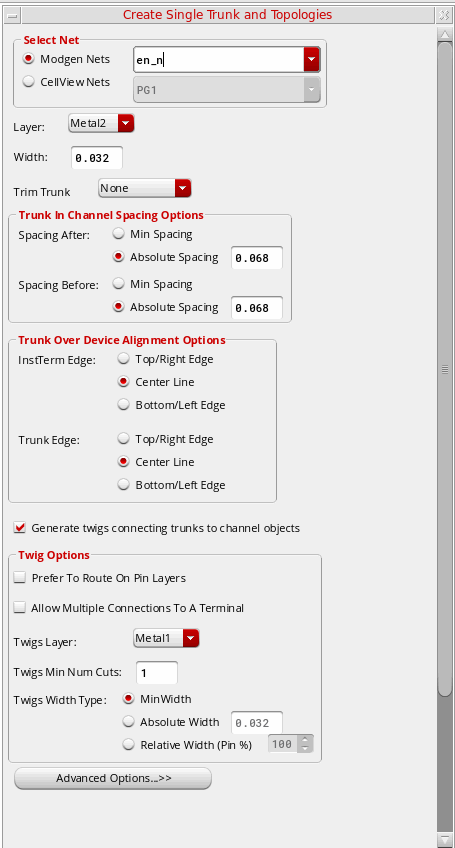 Create Single Trunk and Topologies
Select Net
Modgen Nets
en_n
CellView Nets
PG1
Layer:
Metal2
Width:
0.032
Trim Trunk
None
Trunk In Channel Spacing Options
Spacing After:
Min Spacing
Absolute Spacing
0.068
Spacing Before:
Min Spacing
Absolute Spacing
0.068
Trunk Over Device Alignment Options
InstTerm Edge:
Top/Right Edge
Center Line
Bottom/Left Edge
Trunk Edge:
Top/Right Edge
Center Line
Bottom/Left Edge
Generate twigs connecting trunks to channel objects
Twig Options
Prefer To Route On Pin Layers
Allow Multiple Connections To A Terminal
Twigs Layer:
Metal1
Twigs Min Num Cuts:
1
Twigs Width Type:
MinWidth
Absolute Width
0.032
Relative Width (Pin %)
100
Advanced Options...>>